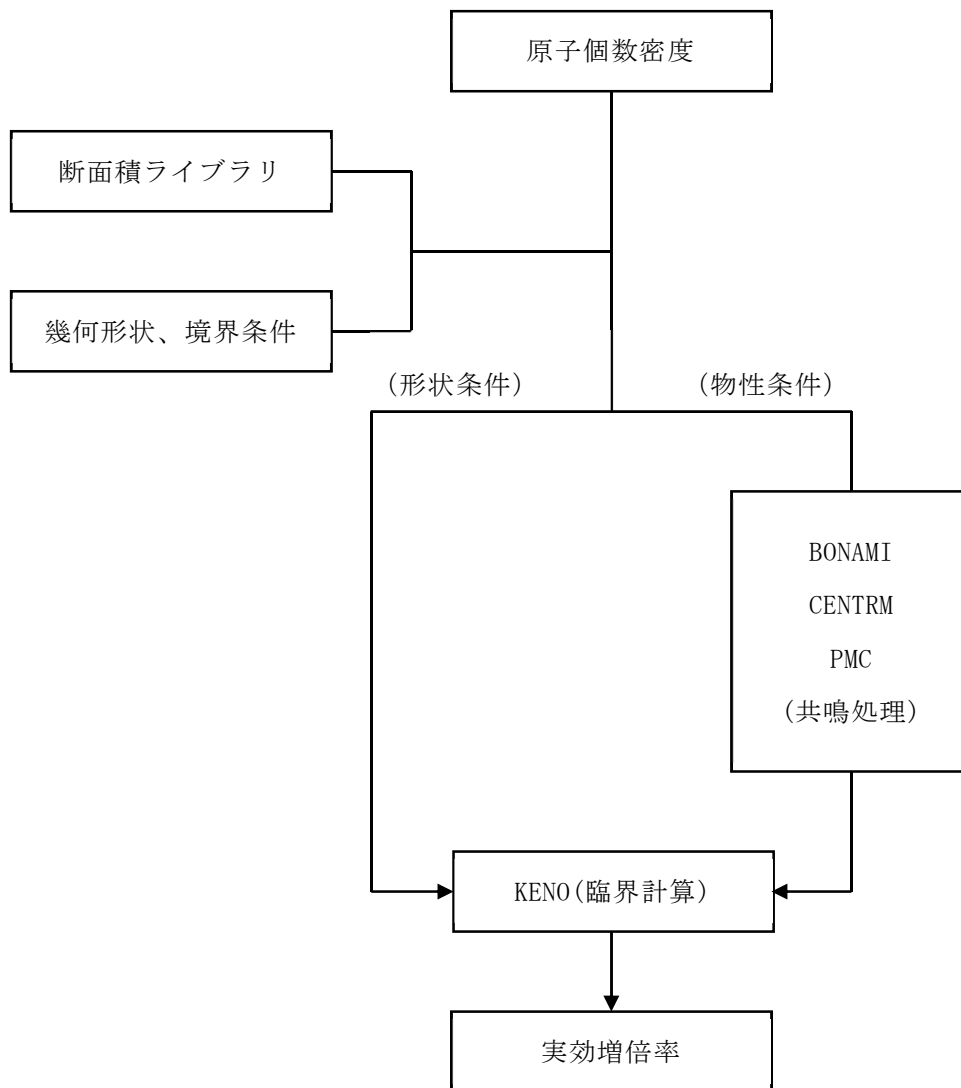 原子個数密度
断面積ライブラリ
幾何形状、境界条件
(形状条件)
(物性条件)
BONAMI
CENTRM
PMC
(共鳴処理)
KENO(臨界計算)
実効増倍率